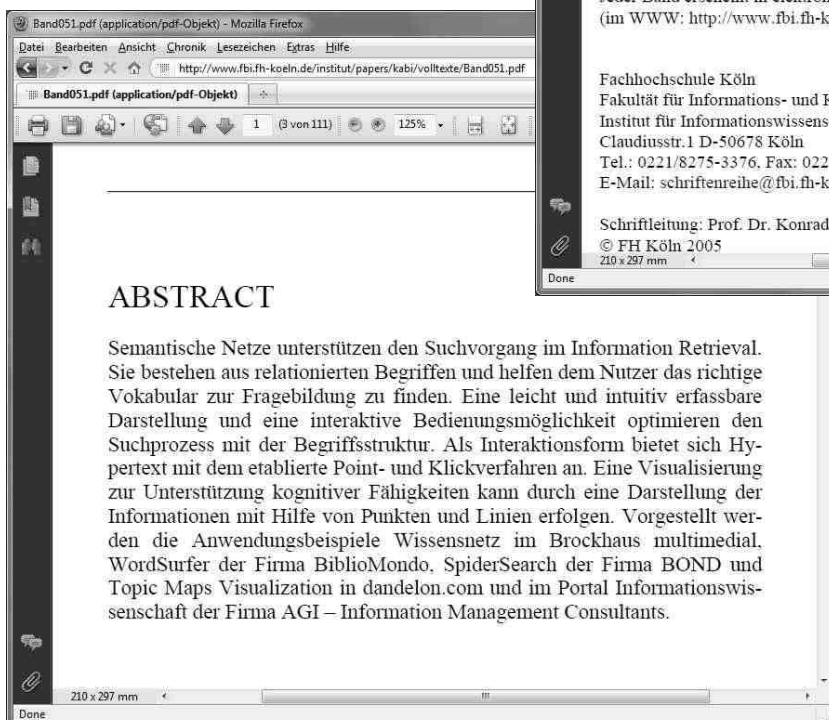 Band051.pdf (application/pdf-Objekt) - Mozilla Firefox
Datei Bearbeiten Ansicht Chronik Lesezeichen Extras Hilfe
http://www.fbi.fh-koeln.de/institut/papers/kabi/volltexte/Band051.pdf
Band051.pdf (application/pdf-Objekt)
1 (3 von 111) 125%
(im WWW: http://www.fbi.fh-k
Fachhochschule Köln
Fakultät für Informations- und K
Institut für Informationswissens
Claudiusstr.1 D-50678 Köln
Tel.: 0221/8275-3376, Fax: 022
E-Mail: schriftenreihe@fbi.fh-k
Schriftleitung: Prof. Dr. Konrad
© FH Köln 2005
210 x 297 mm
Done
ABSTRACT
Semantische Netze unterstützen den Suchvorgang im Information Retrieval.
Sie bestehen aus relationierten Begriffen und helfen dem Nutzer das richtige
Vokabular zur Fragebildung zu finden. Eine leicht und intuitiv erfassbare
Darstellung und eine interaktive Bedienungsmöglichkeit optimieren den
Suchprozess mit der Begriffsstruktur. Als Interaktionsform bietet sich Hy-
pertext mit dem etablierte Point- und Klickverfahren an. Eine Visualisierung
zur Unterstützung kognitiver Fähigkeiten kann durch eine Darstellung der
Informationen mit Hilfe von Punkten und Linien erfolgen. Vorgestellt wer-
den die Anwendungsbeispiele Wissensnetz im Brockhaus multimedial,
WordSurfer der Firma BiblioMondo, SpiderSearch der Firma BOND und
Topic Maps Visualization in dandelon.com und im Portal Informationswis-
senschaft der Firma AGI – Information Management Consultants.
210 x 297 mm
Done